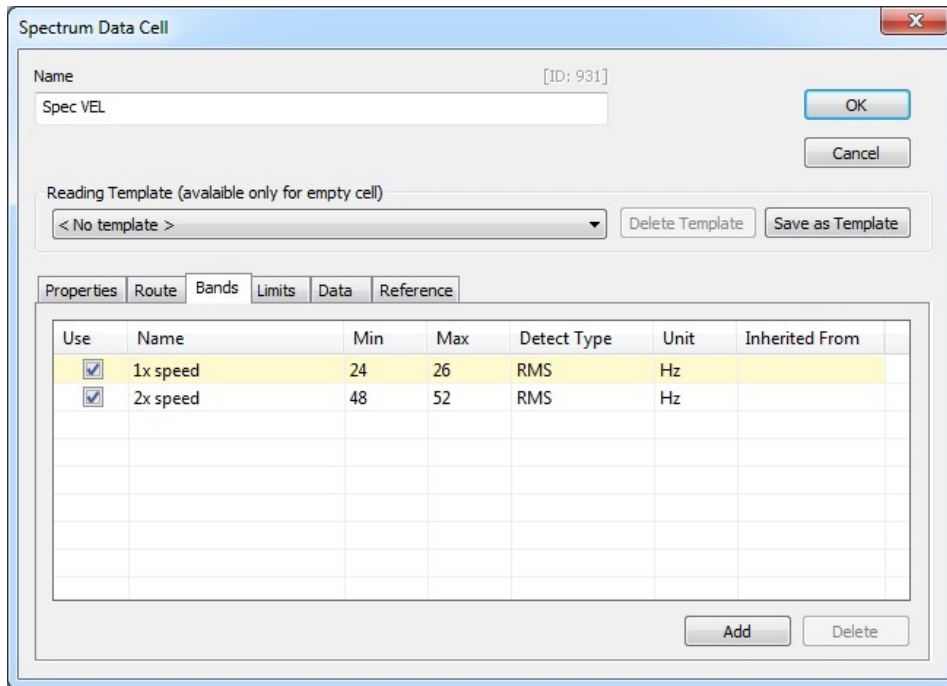 Spectrum Data Cell
x
Name [ID: 931]
Spec VEL
OK
Cancel
Reading Template (avalaible only for empty cell)
< No template > Delete Template Save as Template
Properties Route Bands Limits Data Reference
Use Name Min Max Detect Type Unit Inherited From
1x speed 24 26 RMS Hz
2x speed 48 52 RMS Hz
Add Delete